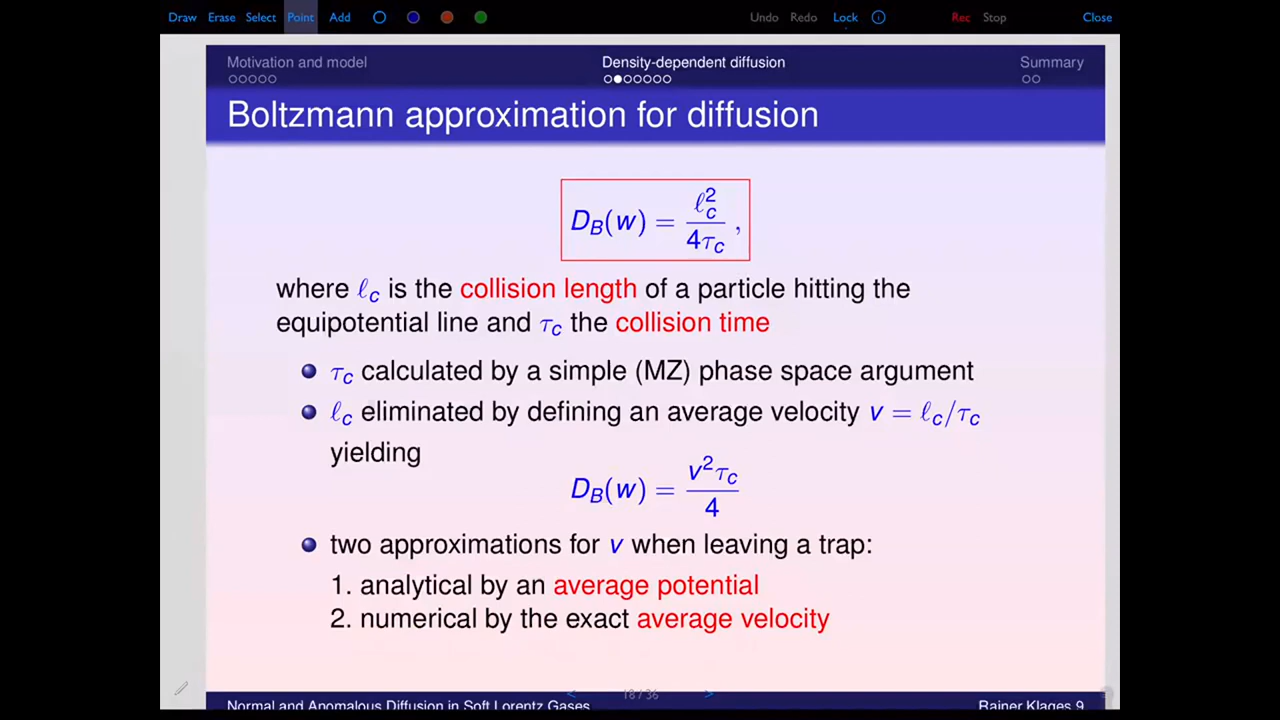 Draw Erase Select Point Add Undo Redo Lock Rec Stop Close
Motivation and model Density-dependent diffusion Summary
Boltzmann approximation for diffusion
D_B(w) = ℓ_c^2 / 4τ_c ,
where ℓ_c is the collision length of a particle hitting the
equipotential line and τ_c the collision time
τ_c calculated by a simple (MZ) phase space argument
ℓ_c eliminated by defining an average velocity v = ℓ_c/τ_c
yielding
D_B(w) = v^2 τ_c / 4
two approximations for v when leaving a trap:
1. analytical by an average potential
2. numerical by the exact average velocity
< 18 / 36 >
Normal and Anomalous Diffusion in Soft Lorentz Gases Rainer Klages 9